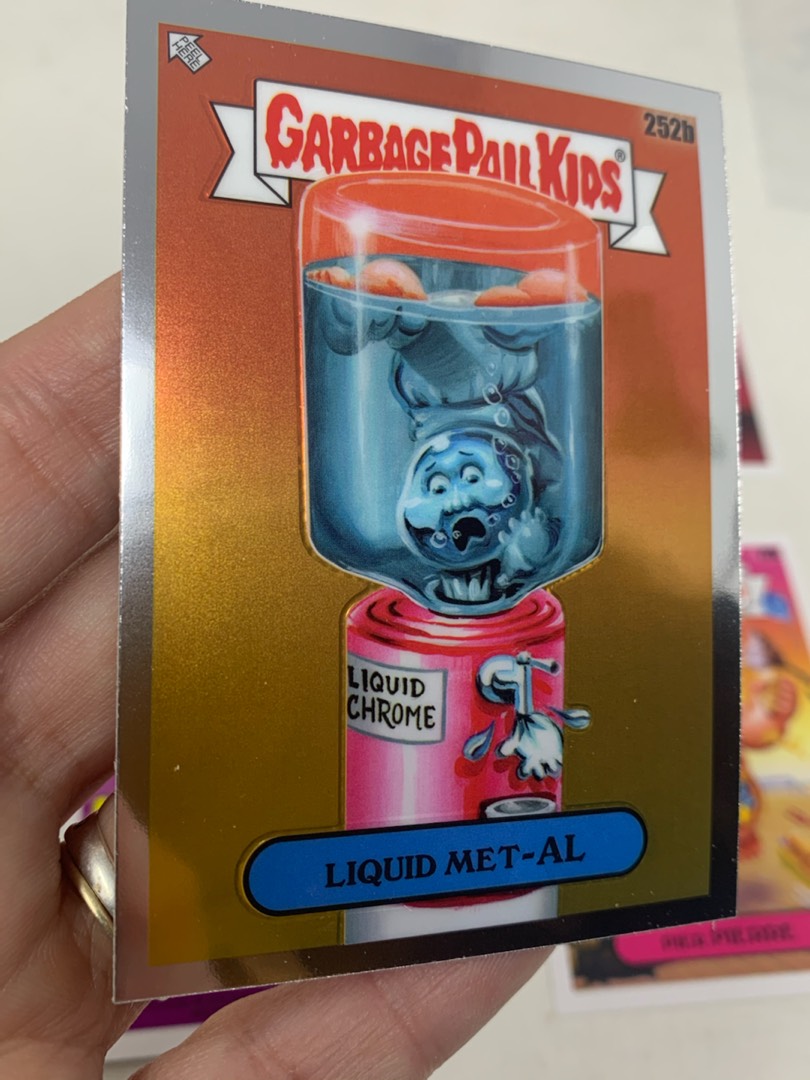 PEEL
HERE
252b
GARBAGE PAIL KIDS®
LIQUID
CHROME
LIQUID MET-AL